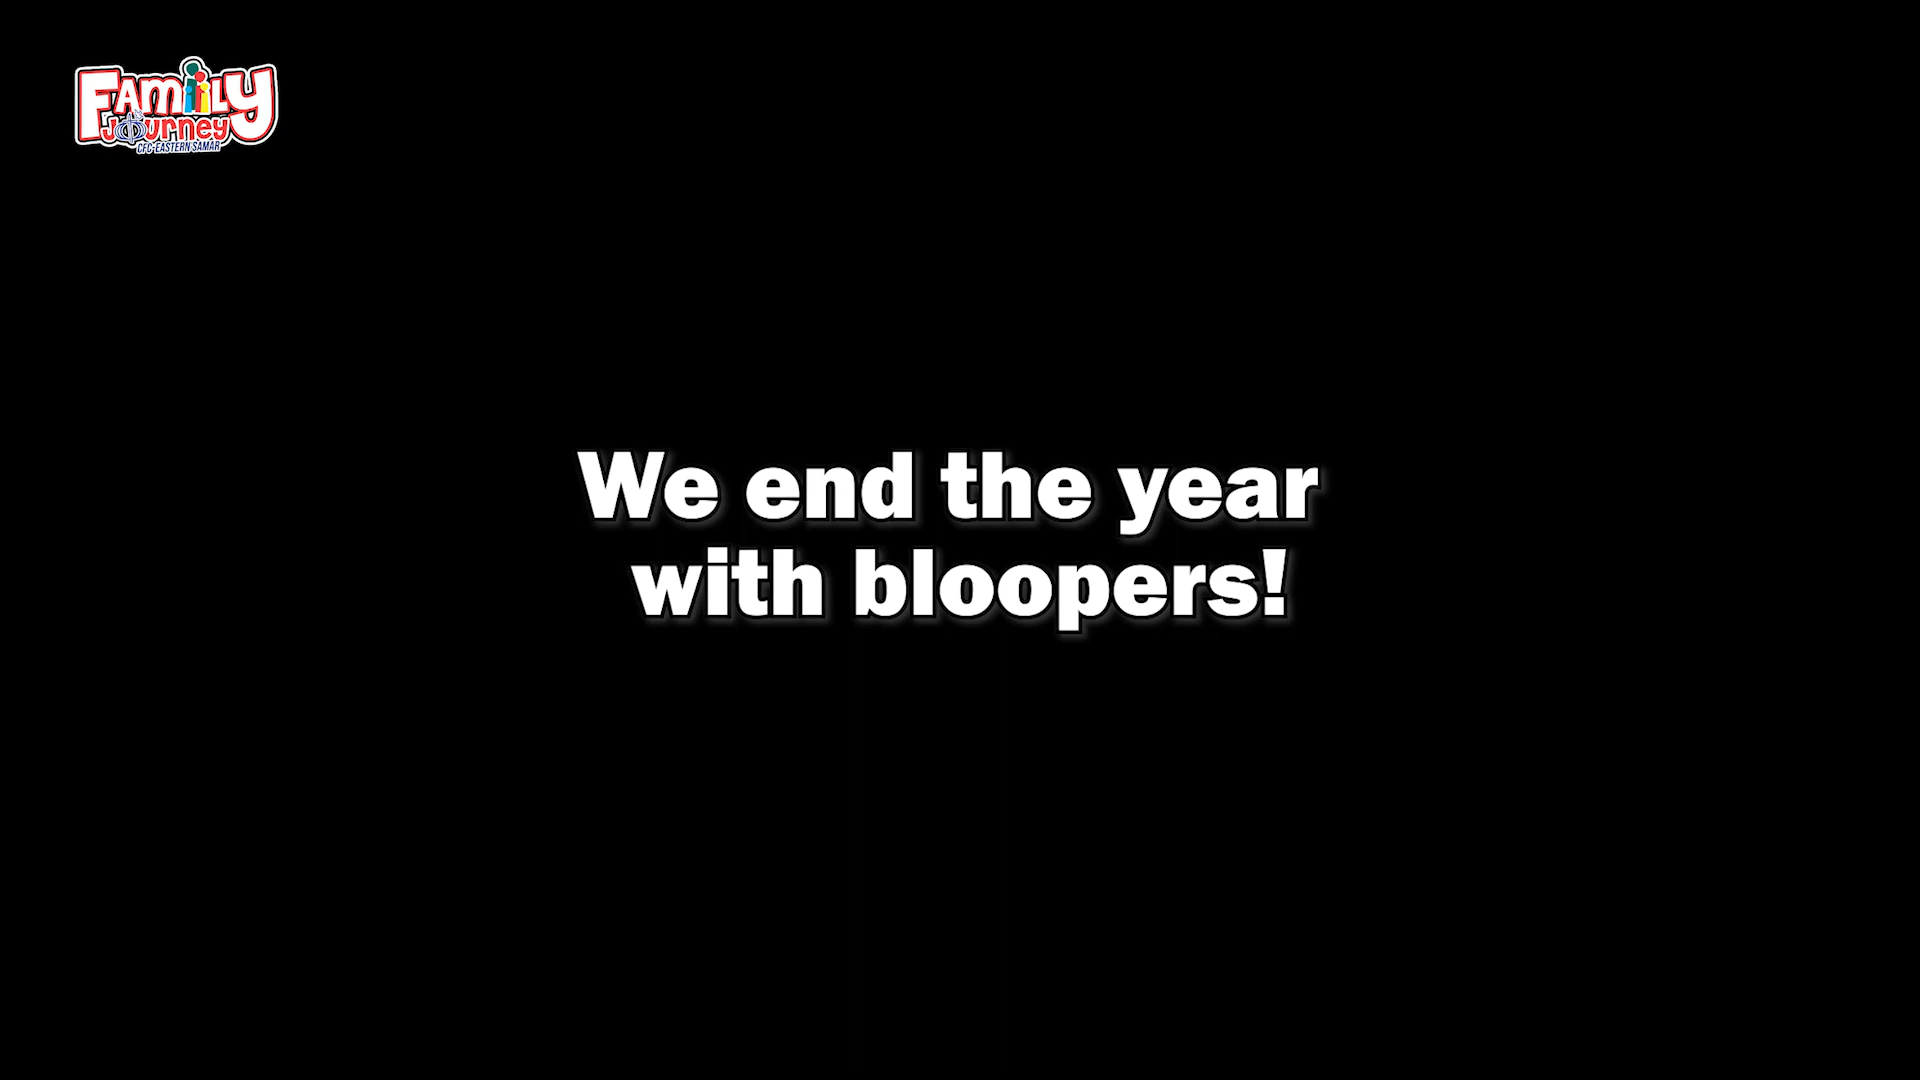 FAMILY
JOURNEY
CFC-EASTERN SAMAR
We end the year
with bloopers!